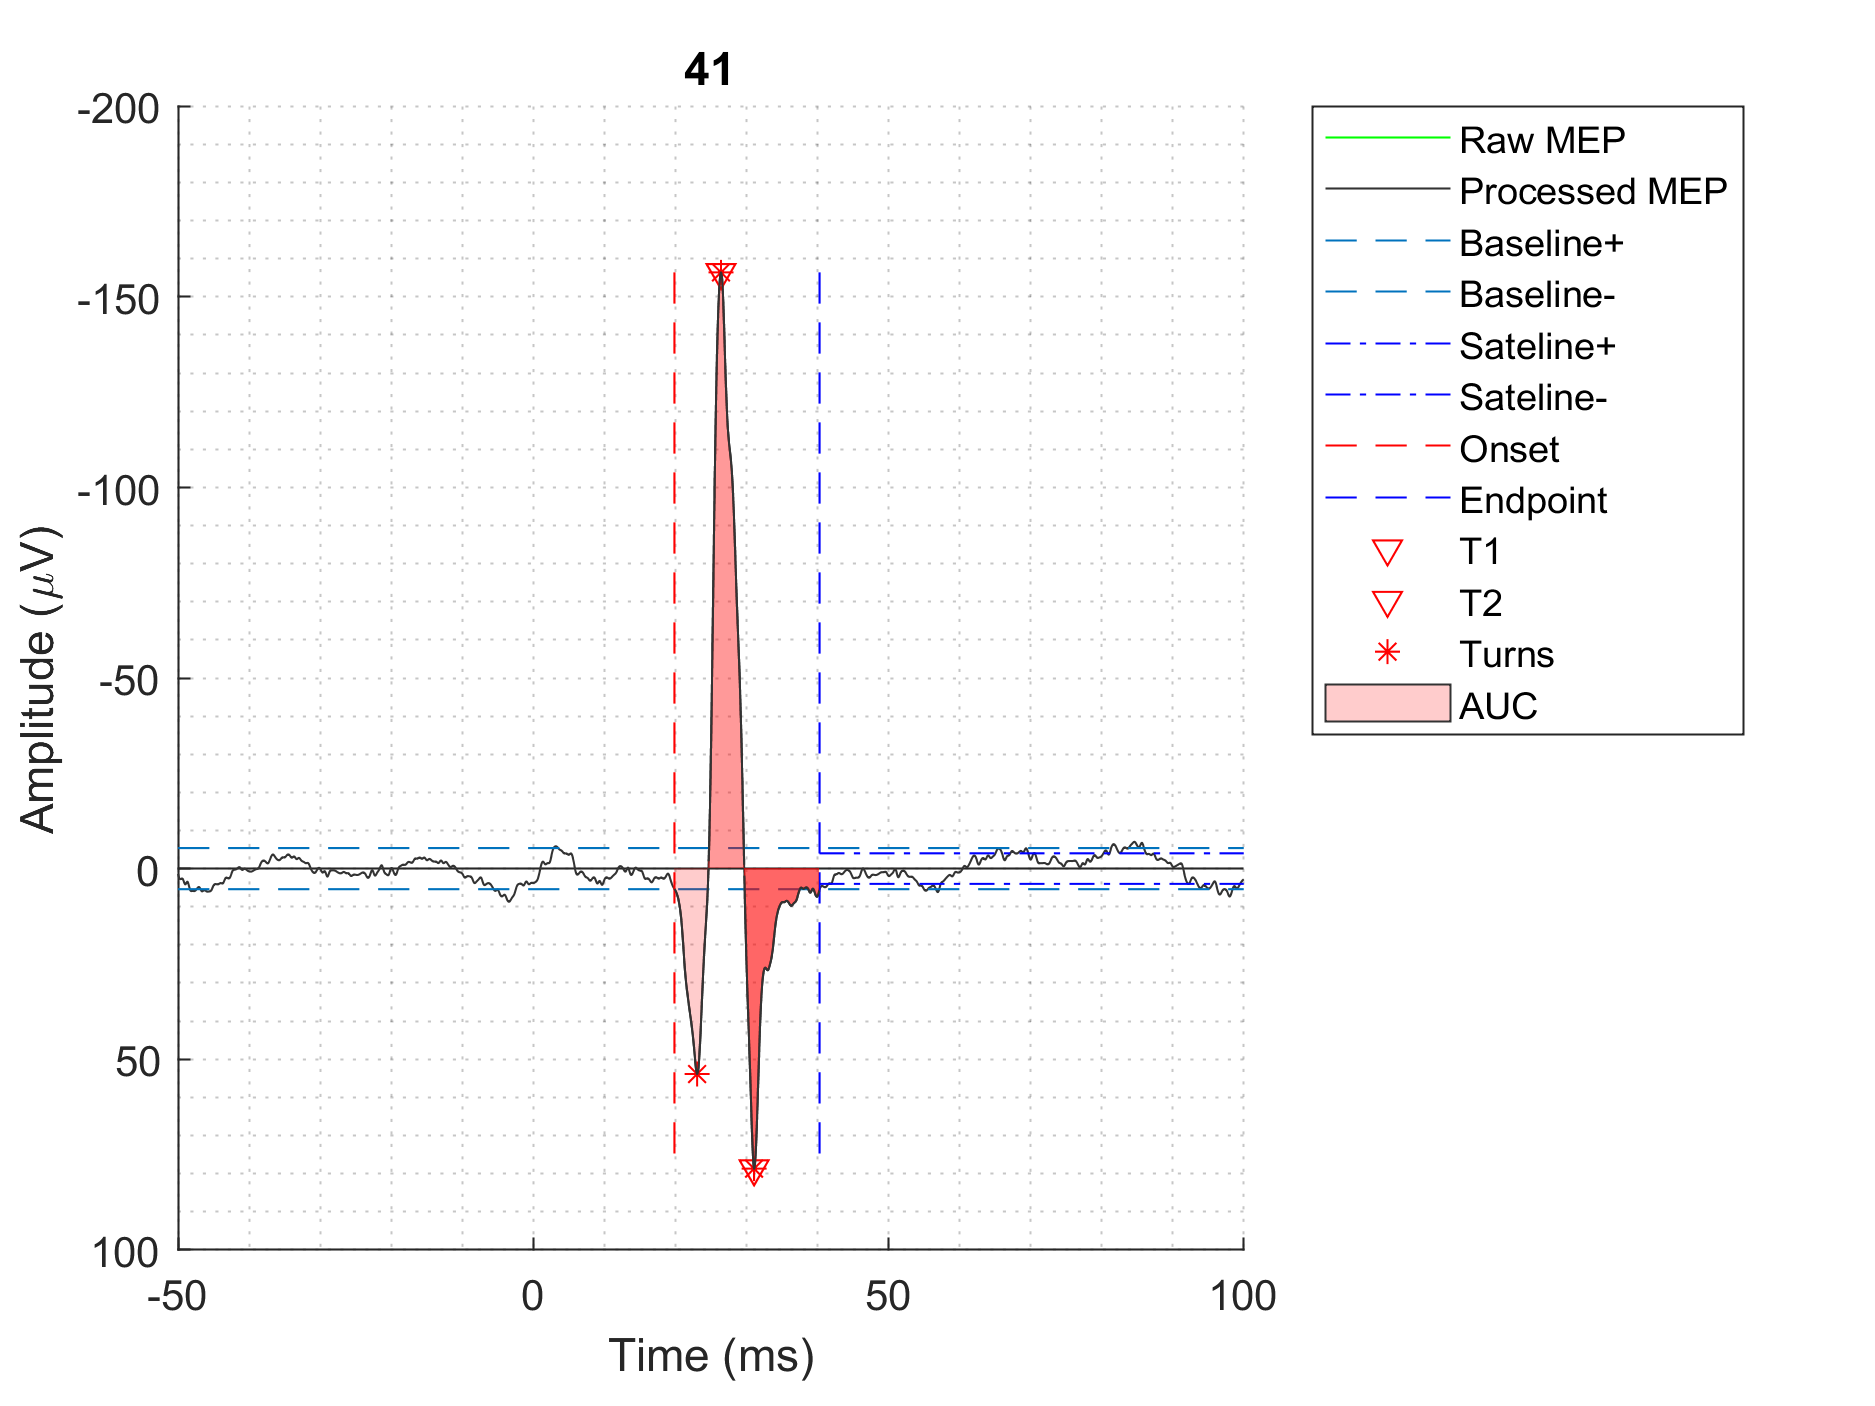 41
-200
-150
-100
-50
0
50
100
Amplitude (μV)
-50 0 50 100
Time (ms)
Raw MEP
Processed MEP
Baseline+
Baseline-
Sateline+
Sateline-
Onset
Endpoint
T1
T2
Turns
AUC